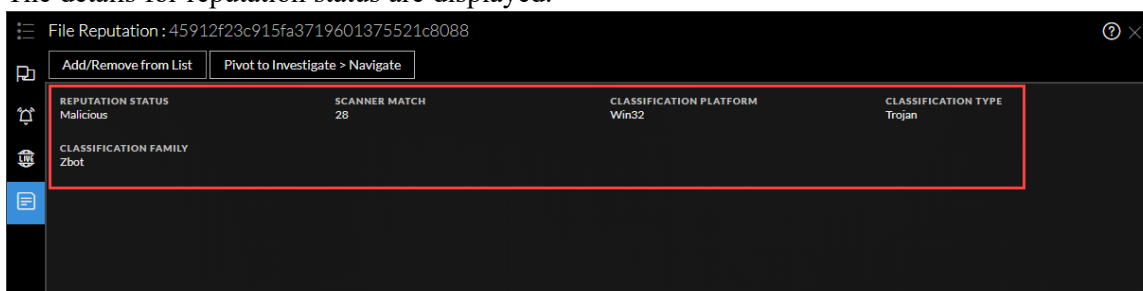 The details for reputation status are displayed.
File Reputation : 45912f23c915fa3719601375521c8088
Add/Remove from List Pivot to Investigate > Navigate
REPUTATION STATUS SCANNER MATCH CLASSIFICATION PLATFORM CLASSIFICATION TYPE
Malicious 28 Win32 Trojan
CLASSIFICATION FAMILY
LIVE
Zbot